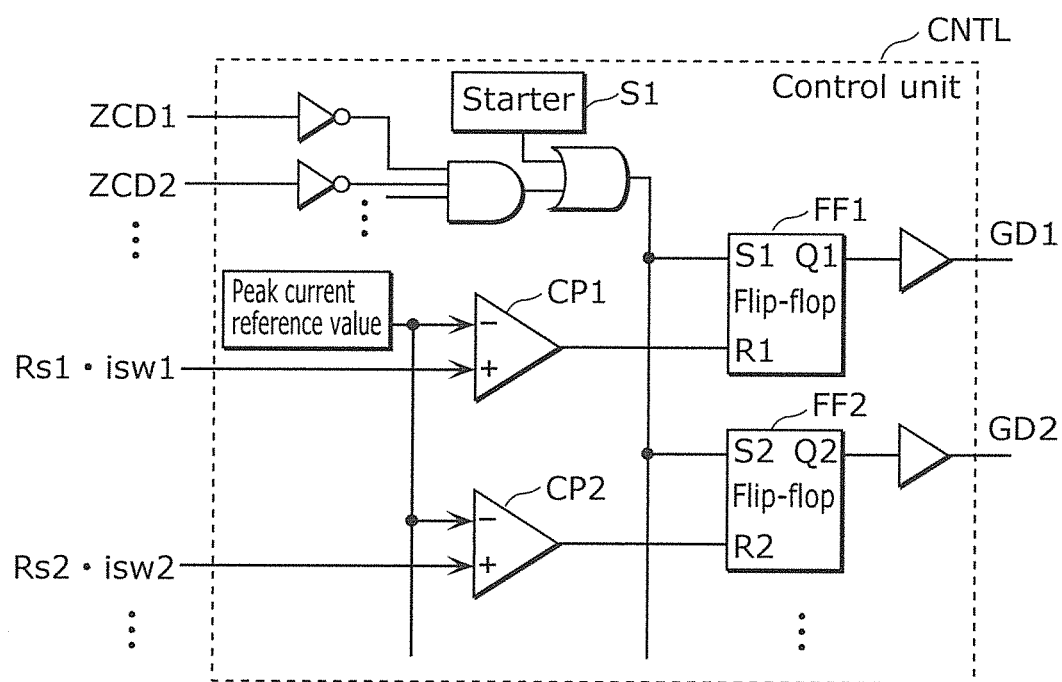 CNTL
Control unit
Starter
S1
ZCD1
ZCD2
FF1
GD1
S1 Q1
Flip-flop
R1
Peak current
reference value
CP1
−
+
Rs1・isw1
FF2
GD2
S2 Q2
Flip-flop
R2
CP2
−
+
Rs2・isw2